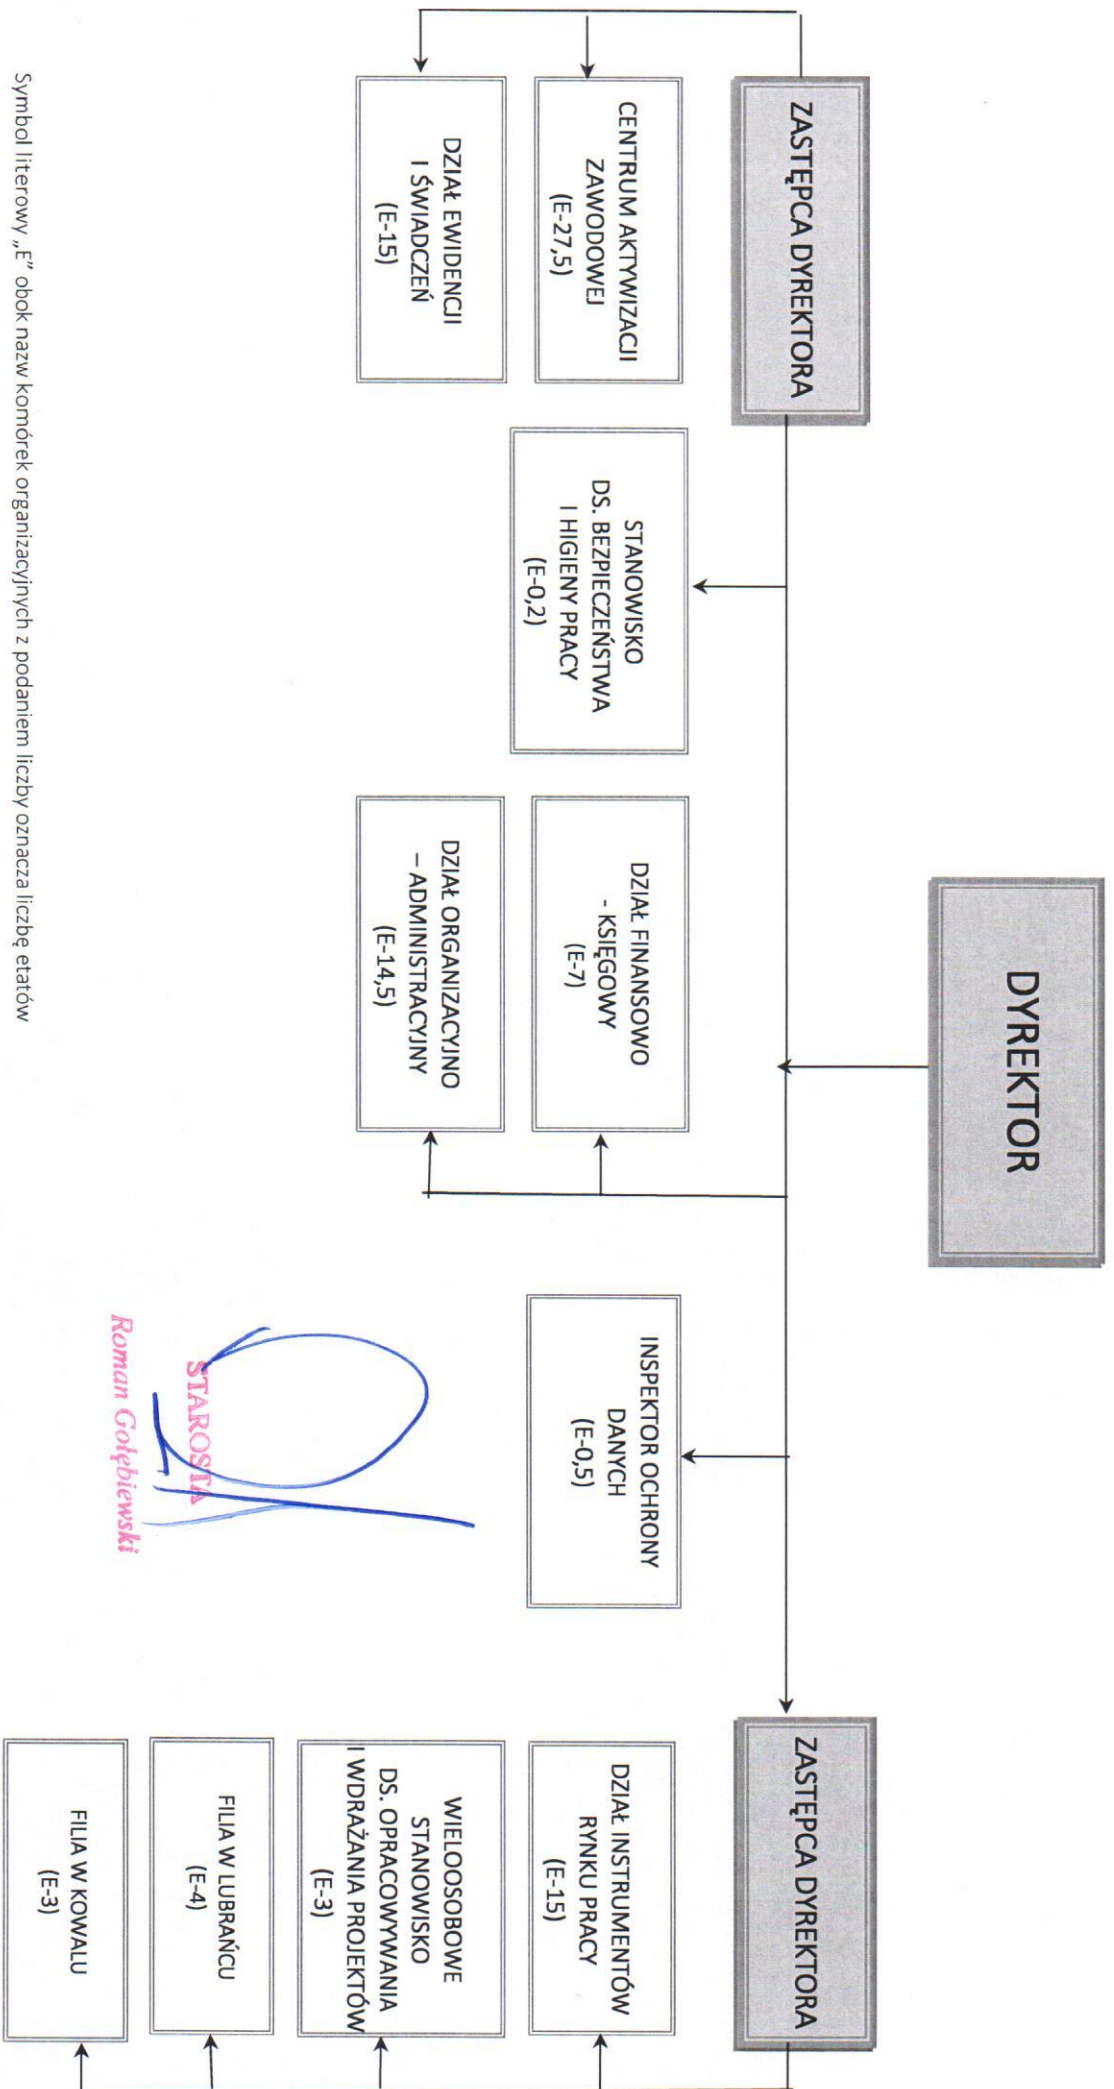 DYREKTOR
ZASTĘPCA DYREKTORA
CENTRUM AKTYWIZACJI
ZAWODOWEJ
(E-27,5)
DZIAŁ EWIDENCJI
I ŚWIADCZEŃ
(E-15)
STANOWISKO
DS. BEZPIECZEŃSTWA
I HIGIENY PRACY
(E-0,2)
DZIAŁ FINANSOWO
- KSIĘGOWY
(E-7)
DZIAŁ ORGANIZACYJNO
– ADMINISTRACYJNY
(E-14,5)
INSPEKTOR OCHRONY
DANYCH
(E-0,5)
ZASTĘPCA DYREKTORA
DZIAŁ INSTRUMENTÓW
RYNKU PRACY
(E-15)
WIELOOSOBOWE
STANOWISKO
DS. OPRACOWYWANIA
I WDRAŻANIA PROJEKTÓW
(E-3)
FILIA W LUBRAŃCU
(E-4)
FILIA W KOWALU
(E-3)
STAROSTA
Roman Gołębiewski
Symbol literowy „E” obok nazw komórek organizacyjnych z podaniem liczby oznacza liczbę etatów